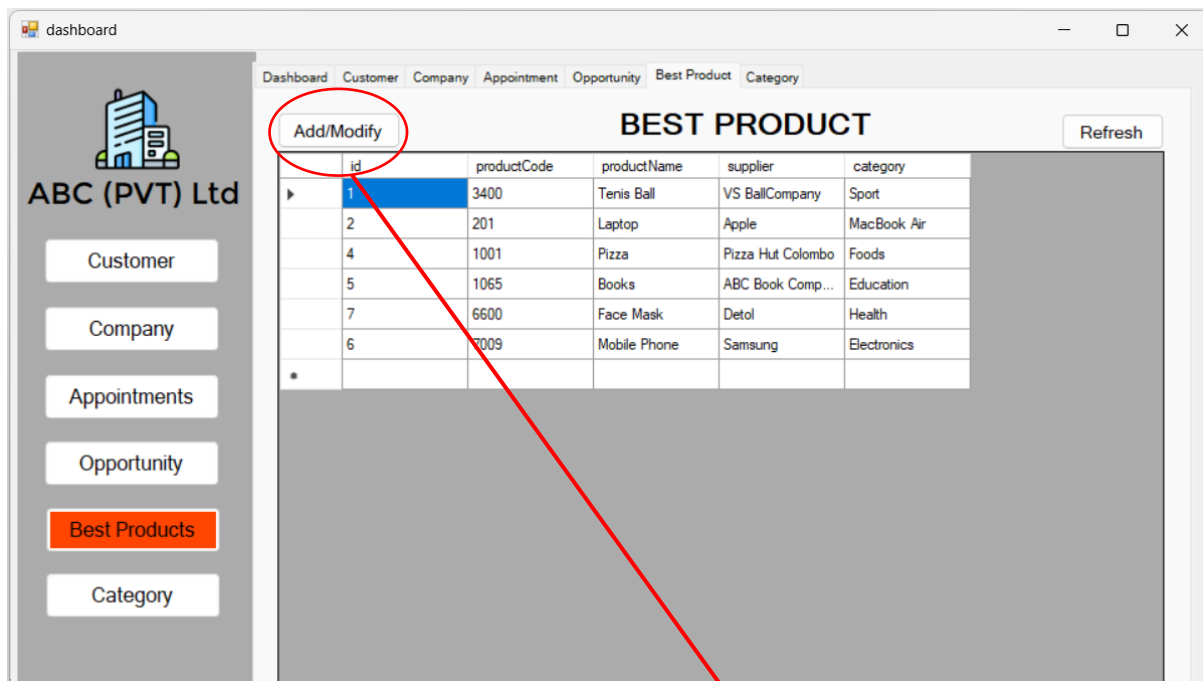 dashboard
Dashboard Customer Company Appointment Opportunity Best Product Category
Add/Modify
BEST PRODUCT
Refresh
ABC (PVT) Ltd
Customer
Company
Appointments
Opportunity
Best Products
Category
id productCode productName supplier category
1 3400 Tenis Ball VS BallCompany Sport
2 201 Laptop Apple MacBook Air
4 1001 Pizza Pizza Hut Colombo Foods
5 1065 Books ABC Book Comp... Education
7 6600 Face Mask Detol Health
6 7009 Mobile Phone Samsung Electronics